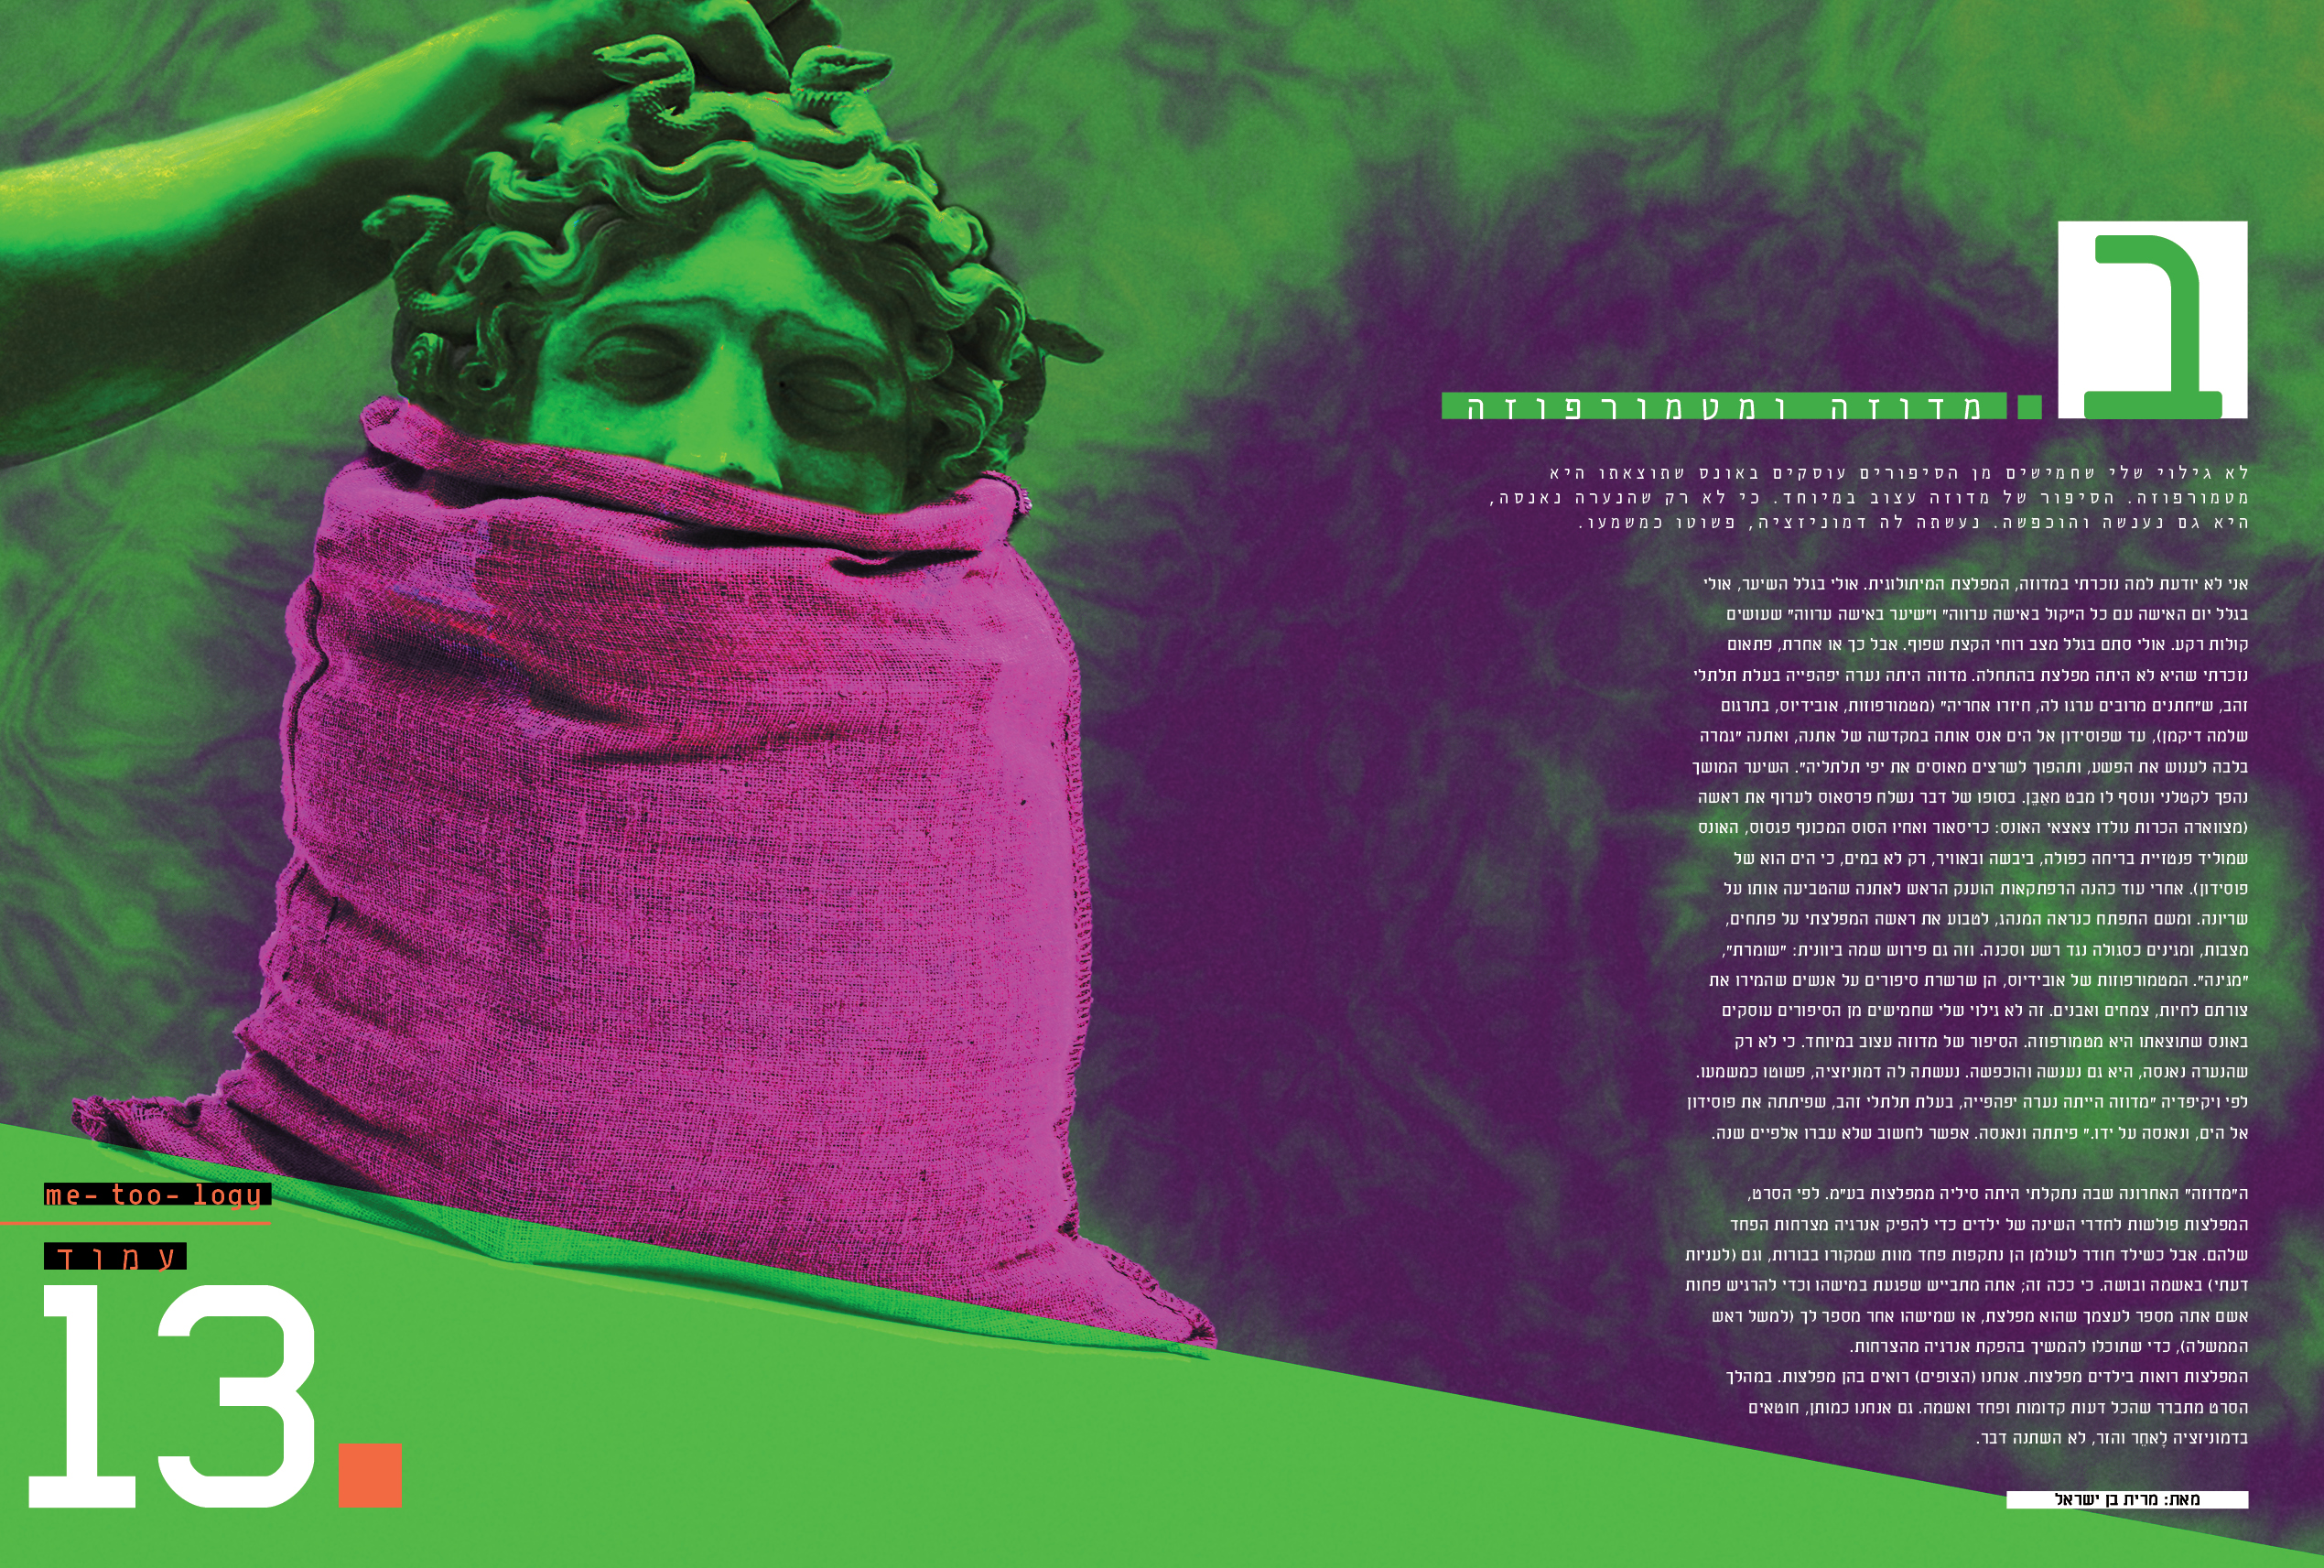 ב
מדוזה ומטמורפוזה
לא גילוי שלי שחמישים מן הסיפורים עוסקים באונס שתוצאתו היא
מטמורפוזה. הסיפור של מדוזה עצוב במיוחד. כי לא רק שהנערה נאנסה,
היא גם נענשה והוכפשה. נעשתה לה דמוניזציה, פשוטו כמשמעו.
אני לא יודעת למה נזכרתי במדוזה, המפלצת המיתולוגית. אולי בגלל השיער, אולי
בגלל יום האישה עם כל ה"קול באישה ערווה" ו"שיער באישה ערווה" שעושים
קולות רקע. אולי סתם בגלל מצב רוחי הקצת שפוף. אבל כך או אחרת, פתאום
נזכרתי שהיא לא היתה מפלצת בהתחלה. מדוזה היתה נערה יפהפייה בעלת תלתלי
זהב, ש"חתנים מרובים ערגו לה, חיזרו אחריה" (מטמורפוזות, אובידיוס, בתרגום
שלמה דיקמן), עד שפוסידון אל הים אנס אותה במקדשה של אתנה, ואתנה "גמרה
בלבה לענוש את הפשע, ותהפוך לשרצים מאוסים את יפי תלתליה". השיער המושך
נהפך לקטלני ונוסף לו מבט מאַבֵּן. בסופו של דבר נשלח פרסאוס לערוף את ראשה
(מצווארה הכרות נולדו צאצאי האונס: כריסאור ואחיו הסוס המכונף פגסוס, האונס
שמוליד פנטזיית בריחה כפולה, ביבשה ובאוויר, רק לא במים, כי הים הוא של
פוסידון). אחרי עוד כהנה הרפתקאות הוענק הראש לאתנה שהטביעה אותו על
שריונה. ומשם התפתח כנראה המנהג, לטבוע את ראשה המפלצתי על פתחים,
מצבות, ומגינים כסגולה נגד רשע וסכנה. וזה גם פירוש שמה ביוונית: "שומרת",
"מגינה". המטמורפוזות של אובידיוס, הן שרשרת סיפורים על אנשים שהמירו את
צורתם לחיות, צמחים ואבנים. זה לא גילוי שלי שחמישים מן הסיפורים עוסקים
באונס שתוצאתו היא מטמורפוזה. הסיפור של מדוזה עצוב במיוחד. כי לא רק
שהנערה נאנסה, היא גם נענשה והוכפשה. נעשתה לה דמוניזציה, פשוטו כמשמעו.
לפי ויקיפדיה "מדוזה הייתה נערה יפהפייה, בעלת תלתלי זהב, שפיתתה את פוסידון
אל הים, ונאנסה על ידו." פיתתה ונאנסה. אפשר לחשוב שלא עברו אלפיים שנה.
ה"מדוזה" האחרונה שבה נתקלתי היתה סיליה ממפלצות בע"מ. לפי הסרט,
המפלצות פולשות לחדרי השינה של ילדים כדי להפיק אנרגיה מצרחות הפחד
שלהם. אבל כשילד חודר לעולמן הן נתקפות פחד מוות שמקורו בבורות, וגם (לעניות
דעתי) באשמה ובושה. כי ככה זה; אתה מתבייש שפגעת במישהו וכדי להרגיש פחות
אשם אתה מספר לעצמך שהוא מפלצת, או שמישהו אחר מספר לך (למשל ראש
הממשלה), כדי שתוכלו להמשיך בהפקת אנרגיה מהצרחות.
המפלצות רואות בילדים מפלצות. אנחנו (הצופים) רואים בהן מפלצות. במהלך
הסרט מתברר שהכל דעות קדומות ופחד ואשמה. גם אנחנו כמותן, חוטאים
בדמוניזציה לָאחֵר והזר, לא השתנה דבר.
מאת: מרית בן ישראל
me- too- logy
עמוד
13.